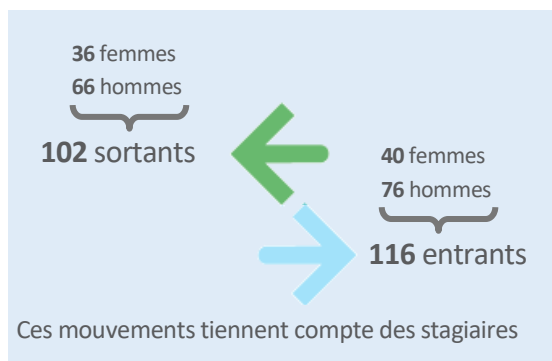 36 femmes
66 hommes
102 sortants
40 femmes
76 hommes
116 entrants
Ces mouvements tiennent compte des stagiaires